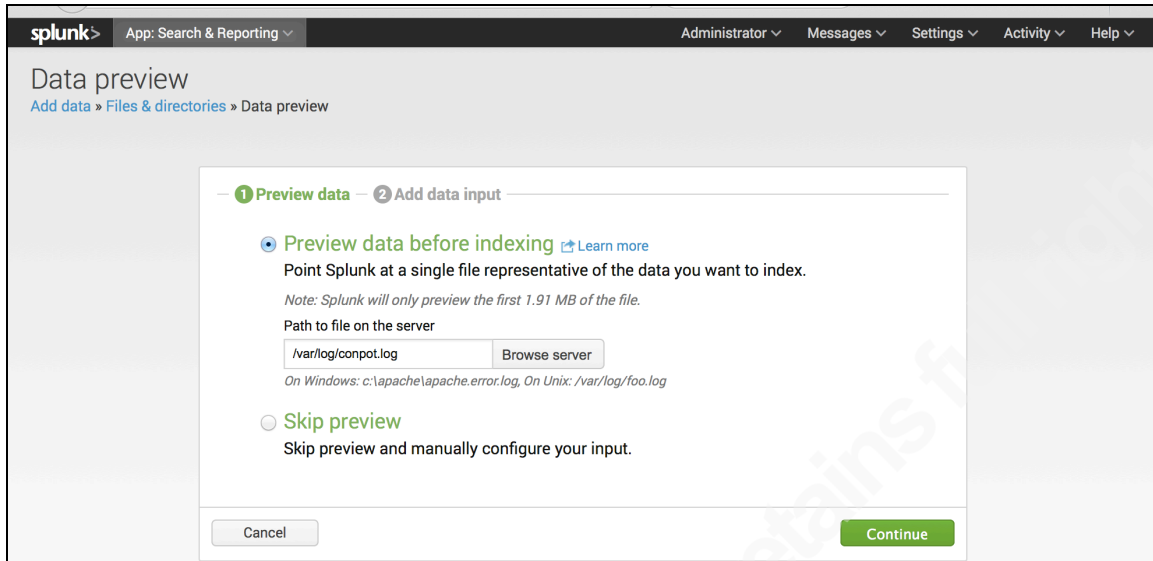 splunk> App: Search & Reporting Administrator Messages Settings Activity Help
Data preview
Add data » Files & directories » Data preview
1 Preview data 2 Add data input
Preview data before indexing Learn more
Point Splunk at a single file representative of the data you want to index.
Note: Splunk will only preview the first 1.91 MB of the file.
Path to file on the server
/var/log/conpot.log Browse server
On Windows: c:\apache\apache.error.log, On Unix: /var/log/foo.log
Skip preview
Skip preview and manually configure your input.
Cancel Continue